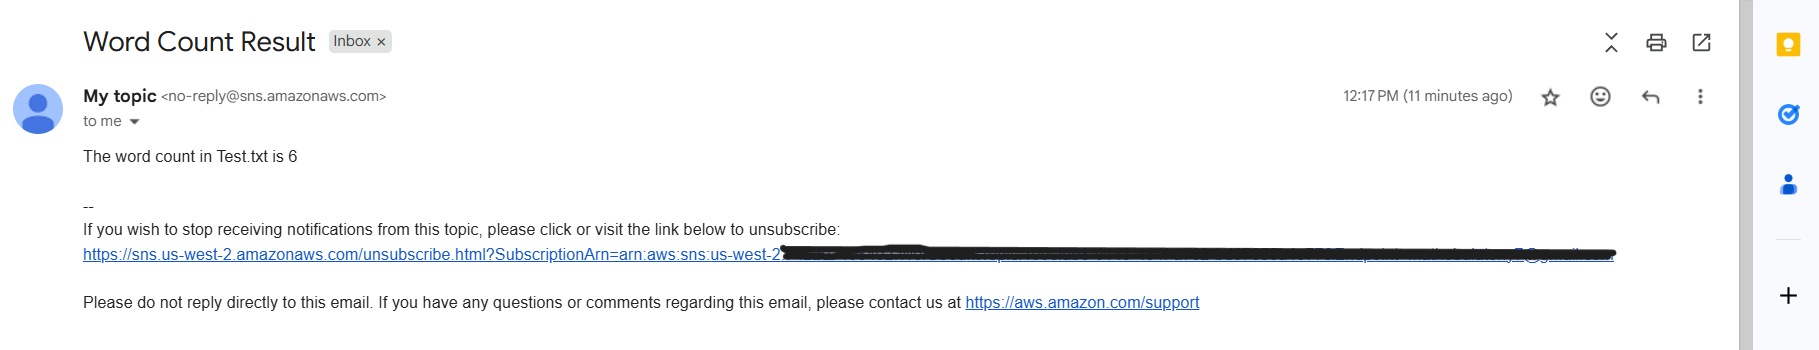 Word Count Result Inbox ×
My topic <no-reply@sns.amazonaws.com> 12:17 PM (11 minutes ago)
to me
The word count in Test.txt is 6
--
If you wish to stop receiving notifications from this topic, please click or visit the link below to unsubscribe:
https://sns.us-west-2.amazonaws.com/unsubscribe.html?SubscriptionArn=arn:aws:sns:us-west-2
Please do not reply directly to this email. If you have any questions or comments regarding this email, please contact us at https://aws.amazon.com/support